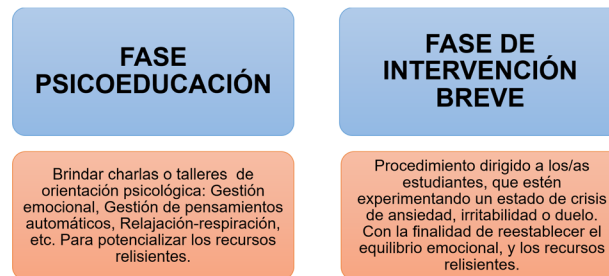 FASE
PSICOEDUCACIÓN
Brindar charlas o talleres de
orientación psicológica: Gestión
emocional, Gestión de pensamientos
automáticos, Relajación-respiración,
etc. Para potencializar los recursos
relisientes.
FASE DE
INTERVENCIÓN
BREVE
Procedimiento dirigido a los/as
estudiantes, que estén
experimentando un estado de crisis
de ansiedad, irritabilidad o duelo.
Con la finalidad de reestablecer el
equilibrio emocional, y los recursos
relisientes.